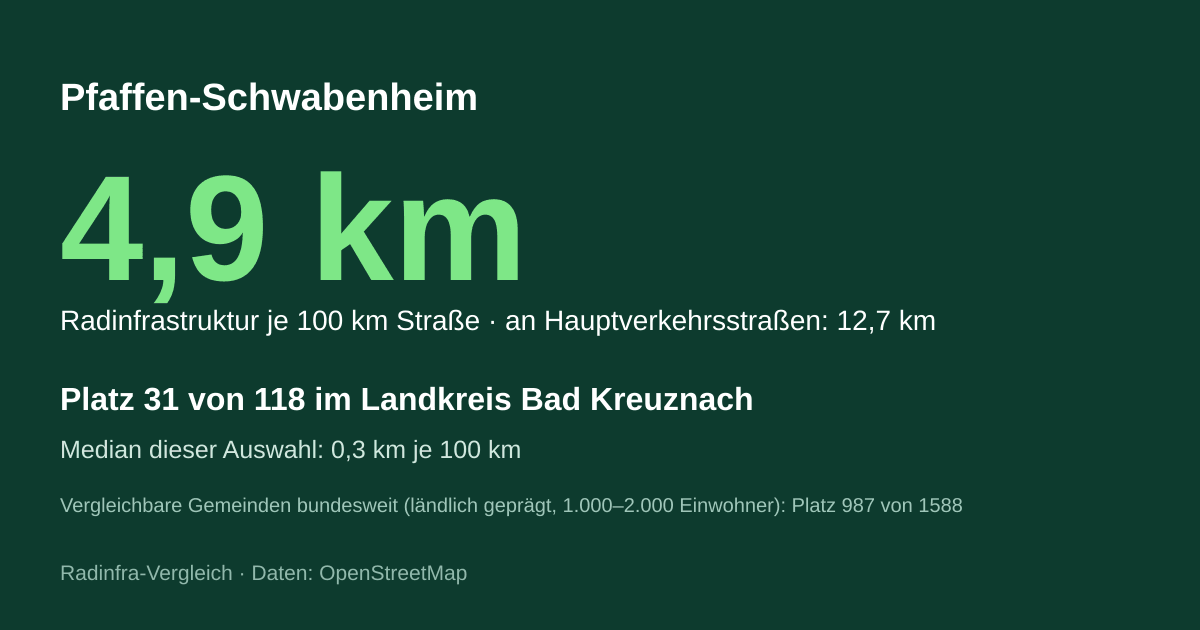 Pfaffen-Schwabenheim
4,9 km
Radinfrastruktur je 100 km Straße · an Hauptverkehrsstraßen: 12,7 km
Platz 31 von 118 im Landkreis Bad Kreuznach
Median dieser Auswahl: 0,3 km je 100 km
Vergleichbare Gemeinden bundesweit (ländlich geprägt, 1.000–2.000 Einwohner): Platz 987 von 1588
Radinfra-Vergleich · Daten: OpenStreetMap